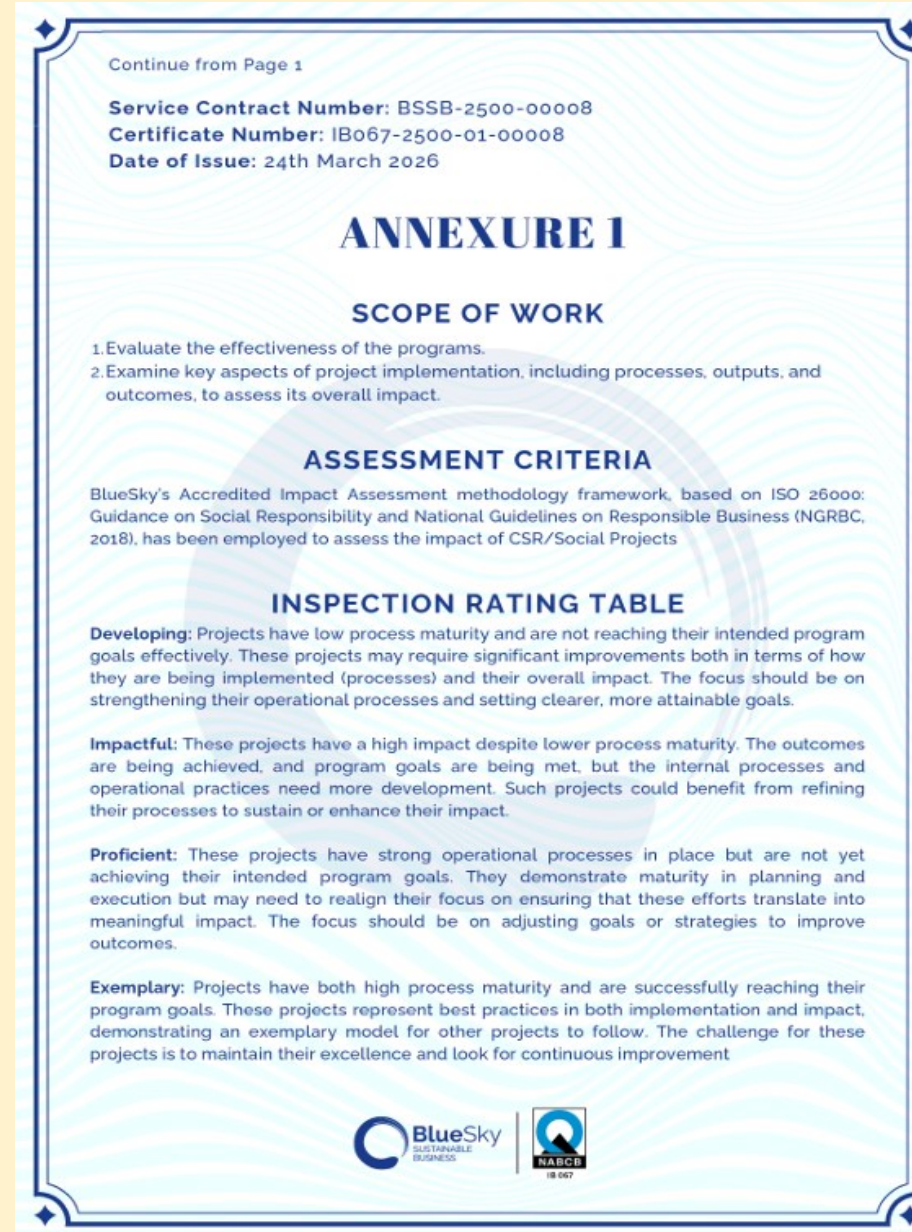 Continue from Page 1
Service Contract Number: BSSB-2500-00008
Certificate Number: IB067-2500-01-00008
Date of Issue: 24th March 2026
ANNEXURE 1
SCOPE OF WORK
1. Evaluate the effectiveness of the programs.
2. Examine key aspects of project implementation, including processes, outputs, and
outcomes, to assess its overall impact.
ASSESSMENT CRITERIA
BlueSky's Accredited Impact Assessment methodology framework, based on ISO 26000:
Guidance on Social Responsibility and National Guidelines on Responsible Business (NGRBC,
2018), has been employed to assess the impact of CSR/Social Projects
INSPECTION RATING TABLE
Developing: Projects have low process maturity and are not reaching their intended program
goals effectively. These projects may require significant improvements both in terms of how
they are being implemented (processes) and their overall impact. The focus should be on
strengthening their operational processes and setting clearer, more attainable goals.
Impactful: These projects have a high impact despite lower process maturity. The outcomes
are being achieved, and program goals are being met, but the internal processes and
operational practices need more development. Such projects could benefit from refining
their processes to sustain or enhance their impact.
Proficient: These projects have strong operational processes in place but are not yet
achieving their intended program goals. They demonstrate maturity in planning and
execution but may need to realign their focus on ensuring that these efforts translate into
meaningful impact. The focus should be on adjusting goals or strategies to improve
outcomes.
Exemplary: Projects have both high process maturity and are successfully reaching their
program goals. These projects represent best practices in both implementation and impact,
demonstrating an exemplary model for other projects to follow. The challenge for these
projects is to maintain their excellence and look for continuous improvement
BlueSky
SUSTAINABLE
BUSINESS
NABCB
IB 067